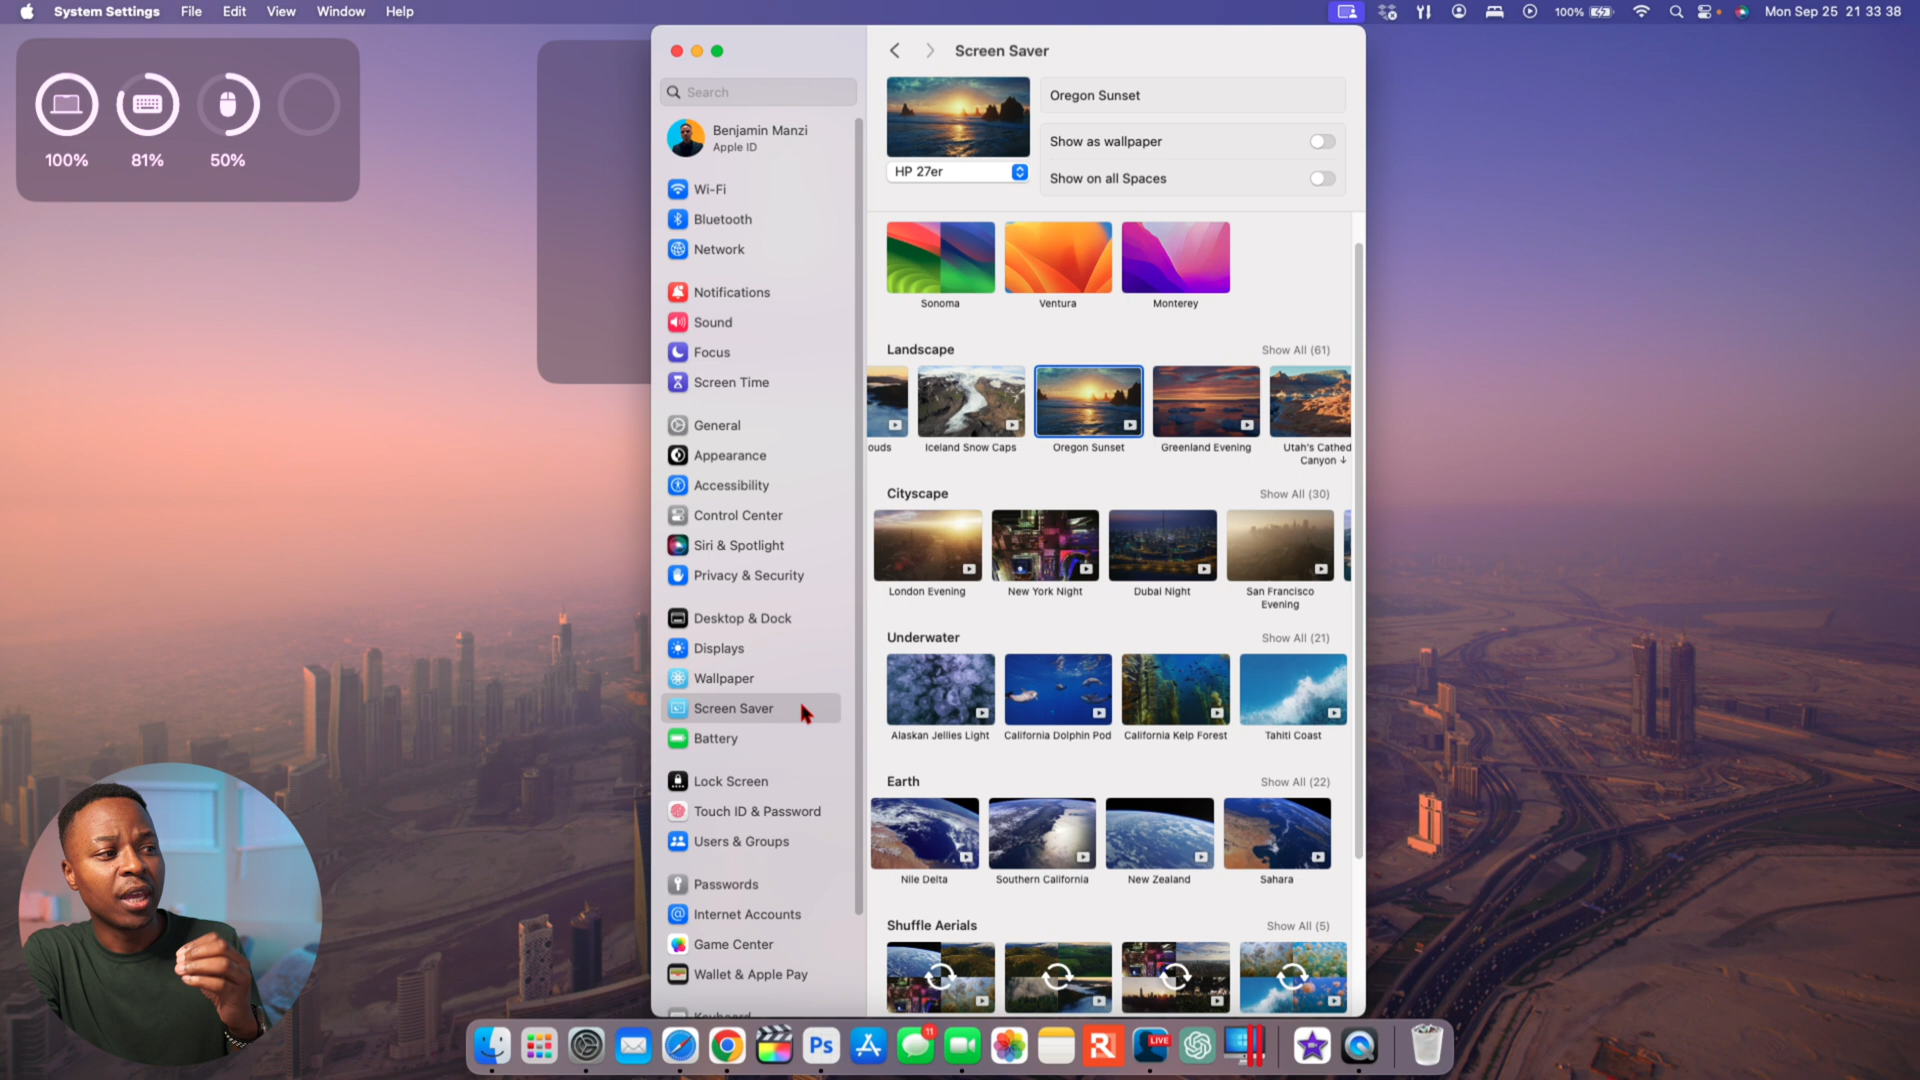 System Settings File Edit View Window Help
100% Mon Sep 25 21 33 38
100% 81% 50%
Search
Benjamin Manzi
Apple ID
Wi-Fi
Bluetooth
Network
Notifications
Sound
Focus
Screen Time
General
Appearance
Accessibility
Control Center
Siri & Spotlight
Privacy & Security
Desktop & Dock
Displays
Wallpaper
Screen Saver
Battery
Lock Screen
Touch ID & Password
Users & Groups
Passwords
Internet Accounts
Game Center
Wallet & Apple Pay
Keyboard
Screen Saver
Oregon Sunset
Show as wallpaper
HP 27er
Show on all Spaces
Sonoma Ventura Monterey
Landscape Show All (61)
ouds Iceland Snow Caps Oregon Sunset Greenland Evening Utah's Cathed
Canyon ↓
Cityscape Show All (30)
London Evening New York Night Dubai Night San Francisco
Evening
Underwater Show All (21)
Alaskan Jellies Light California Dolphin Pod California Kelp Forest Tahiti Coast
Earth Show All (22)
Nile Delta Southern California New Zealand Sahara
Shuffle Aerials Show All (5)
Ps 11 R LIVE